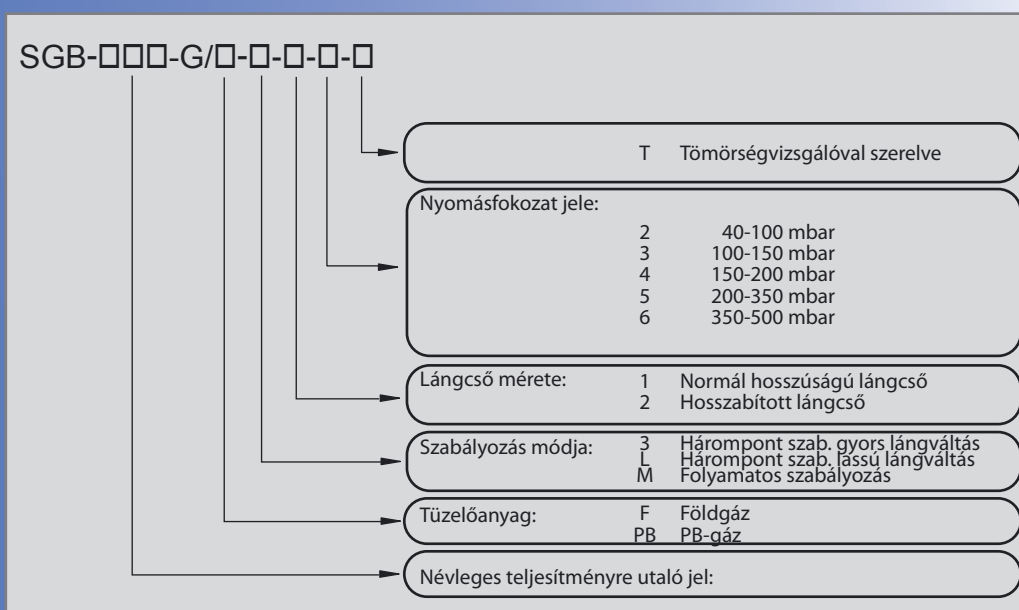 SGB-□□□-G/□-□-□-□-□
T Tömörségvizsgálóval szerelve
Nyomásfokozat jele:
2 40-100 mbar
3 100-150 mbar
4 150-200 mbar
5 200-350 mbar
6 350-500 mbar
Lángcső mérete: 1 Normál hosszúságú lángcső
2 Hosszabított lángcső
Szabályozás módja: 3 Hárompont szab. gyors lángváltás
L Hárompont szab. lassú lángváltás
M Folyamatos szabályozás
Tüzelőanyag: F Földgáz
PB PB-gáz
Névleges teljesítményre utaló jel: